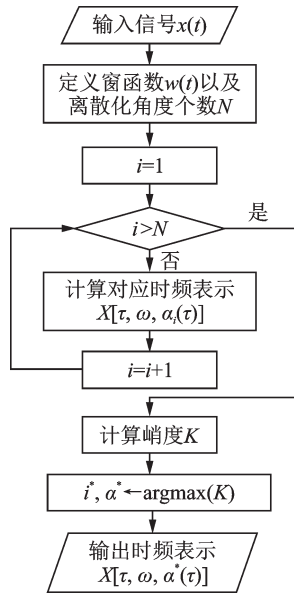 输入信号x(t)
定义窗函数w(t)以及
离散化角度个数N
i=1
i>N
是
否
计算对应时频表示
X[τ, ω, αᵢ(τ)]
i=i+1
计算峭度K
i*, α*←argmax(K)
输出时频表示
X[τ, ω, α*(τ)]